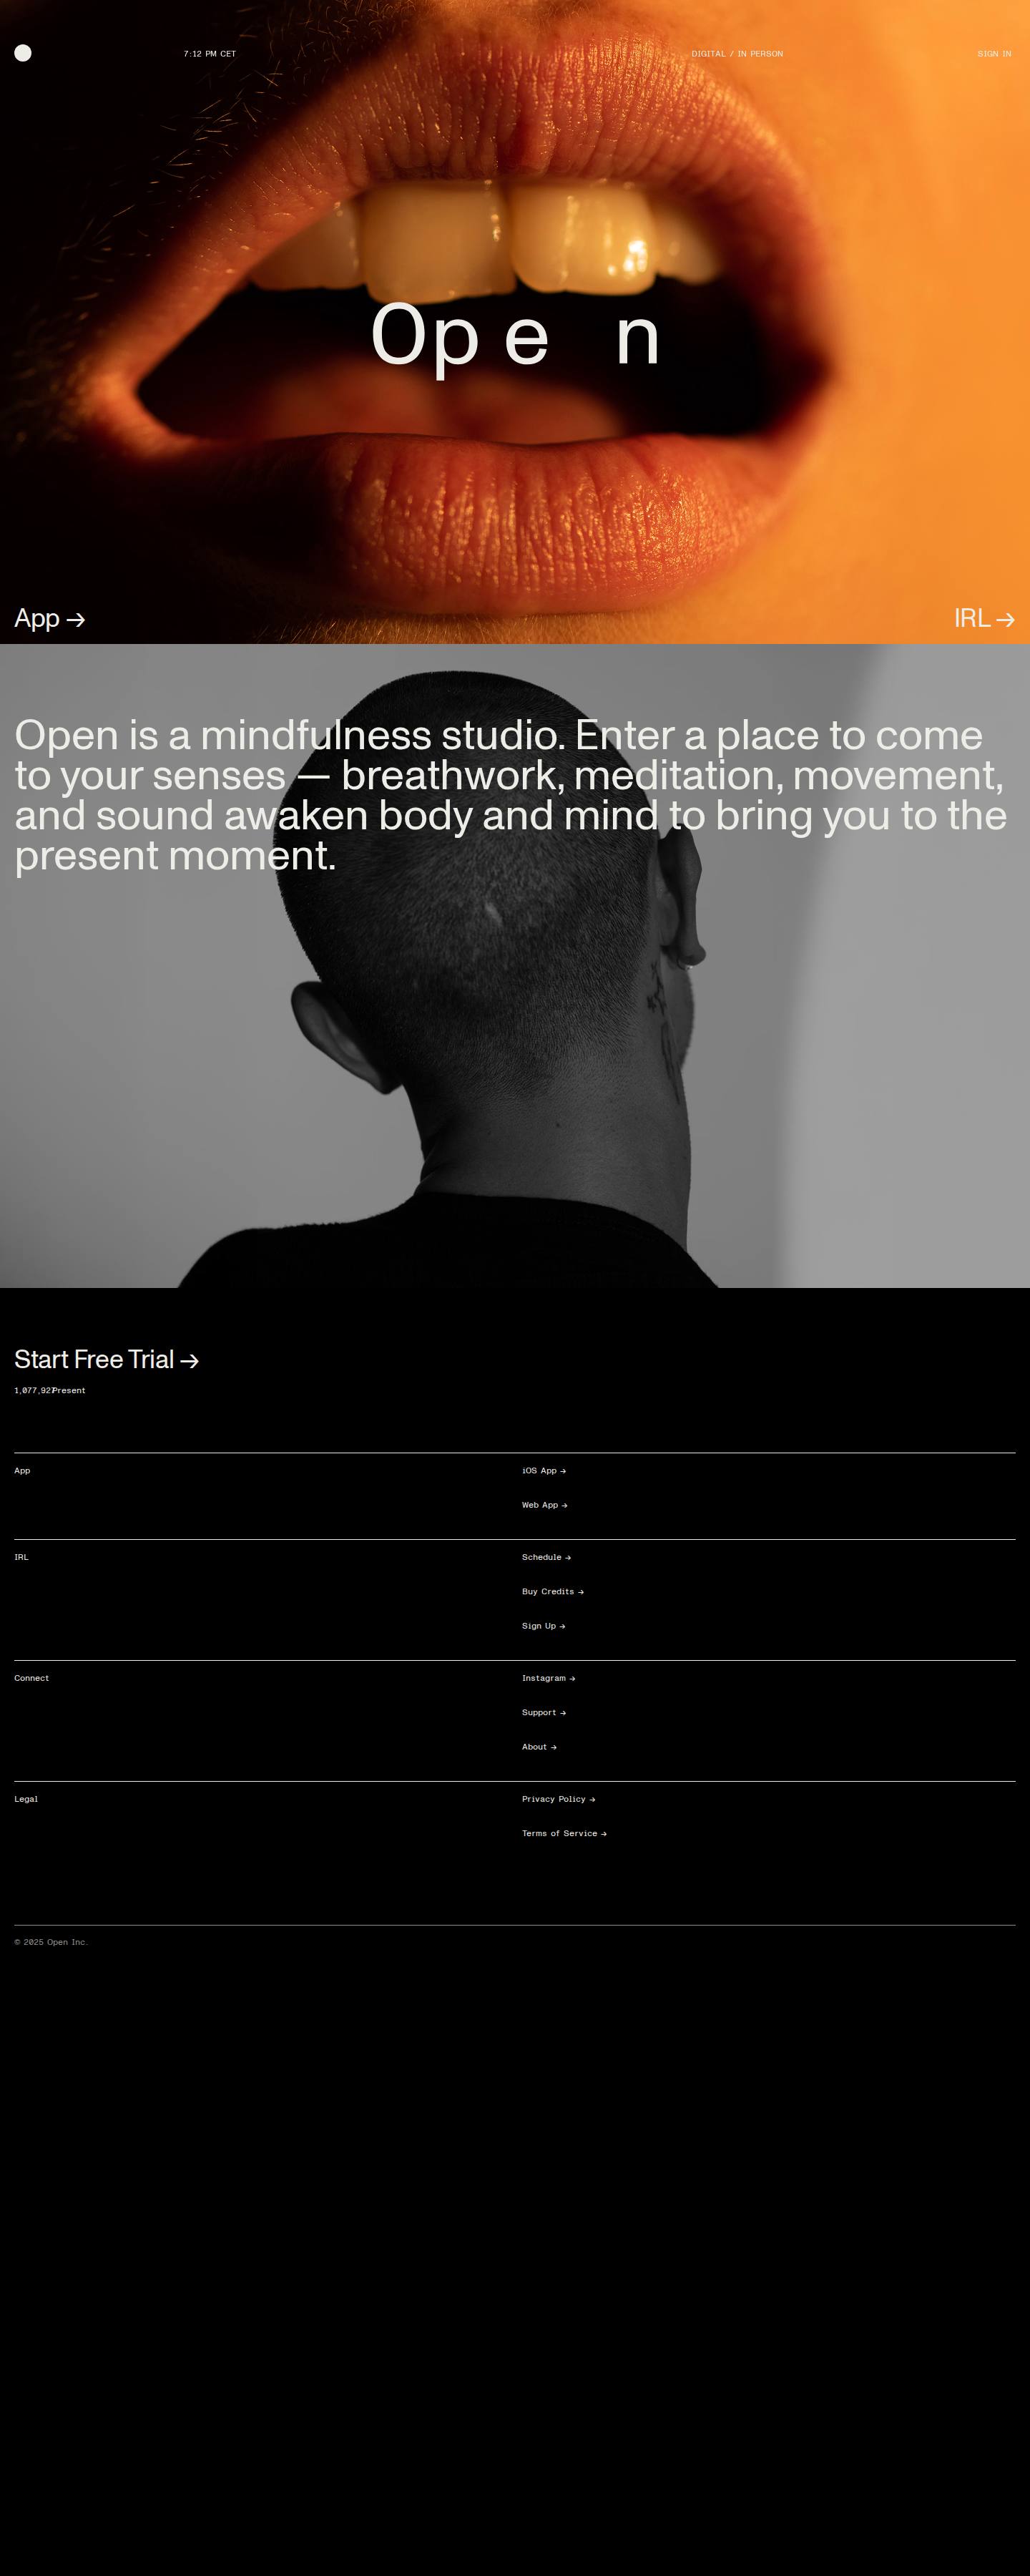 7:12 PM CET
DIGITAL / IN PERSON
SIGN IN
Op e n
App →
IRL →
Open is a mindfulness studio. Enter a place to come
to your senses — breathwork, meditation, movement,
and sound awaken body and mind to bring you to the
present moment.
Start Free Trial →
1,077,927 Present
App
iOS App →
Web App →
IRL
Schedule →
Buy Credits →
Sign Up →
Connect
Instagram →
Support →
About →
Legal
Privacy Policy →
Terms of Service →
© 2025 Open Inc.